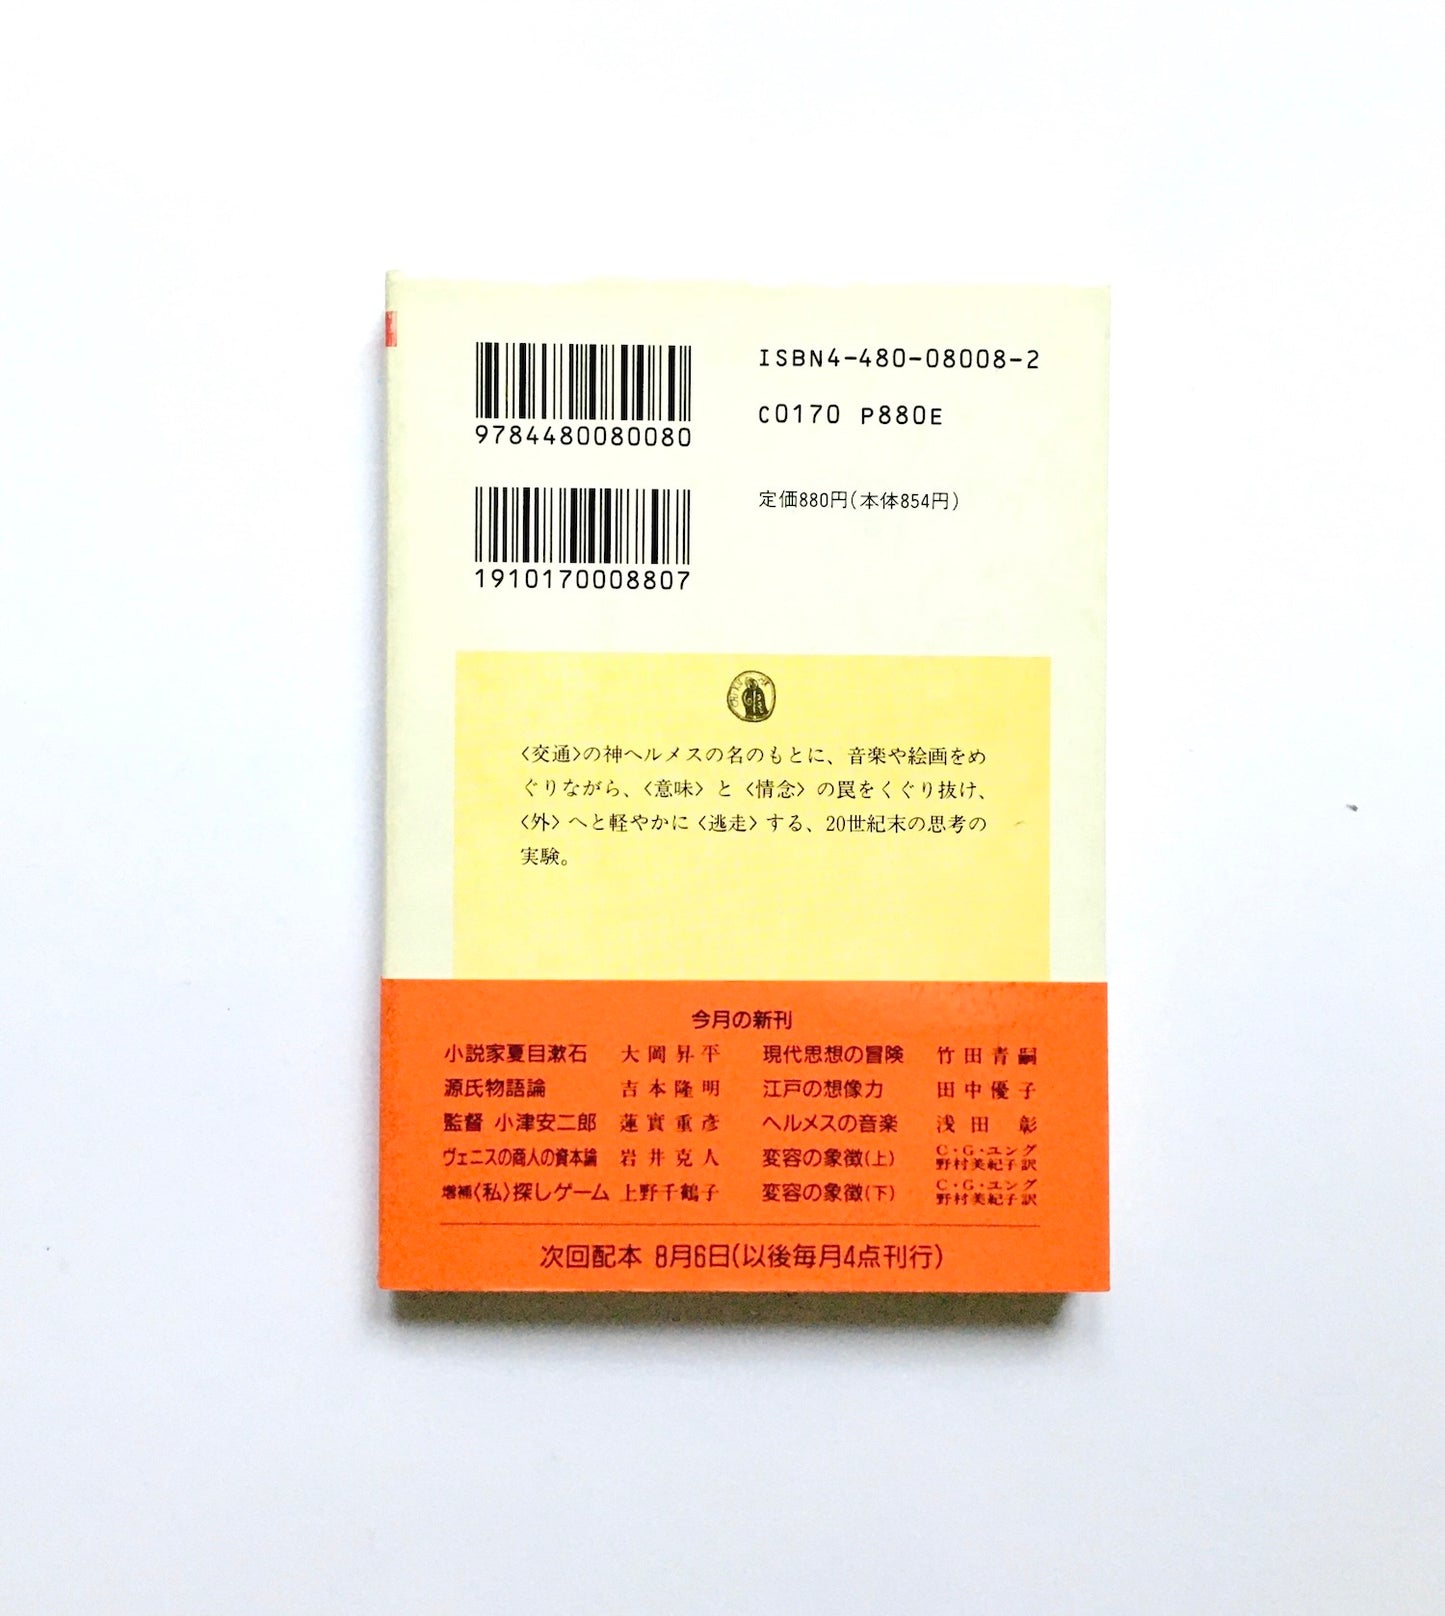 9784480080080
ISBN4-480-08008-2
C0170 P880E
1910170008807
定価880円(本体854円)
〈交通〉の神ヘルメスの名のもとに、音楽や絵画をめ
ぐりながら、〈意味〉と〈情念〉の罠をくぐり抜け、
〈外〉へと軽やかに〈逃走〉する、20世紀末の思考の
実験。
今月の新刊
小説家夏目漱石 大岡昇平
源氏物語論 吉本隆明
監督 小津安二郎 蓮實重彦
ヴェニスの商人の資本論 岩井克人
増補〈私〉探しゲーム 上野千鶴子
現代思想の冒険 竹田青嗣
江戸の想像力 田中優子
ヘルメスの音楽 浅田 彰
変容の象徴(上) C・G・ユング
野村美紀子訳
変容の象徴(下) C・G・ユング
野村美紀子訳
次回配本 8月6日(以後毎月4点刊行)